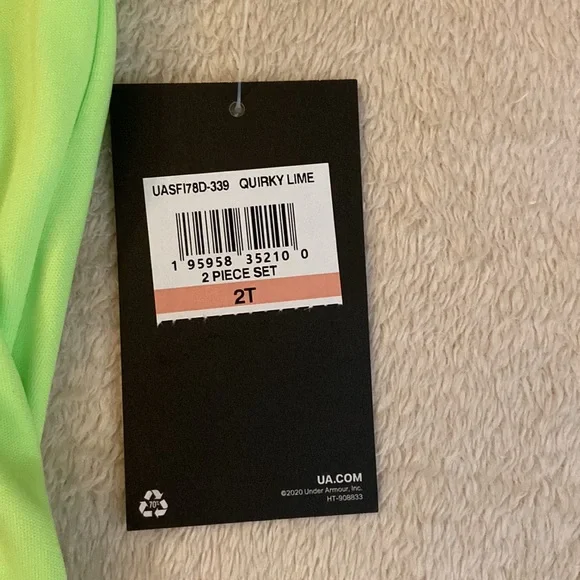 UASFI78D-339 QUIRKY LIME
1 95958 35210 0
2 PIECE SET
2T
UA.COM
©2020 Under Armour, Inc.
HT-908833
70%